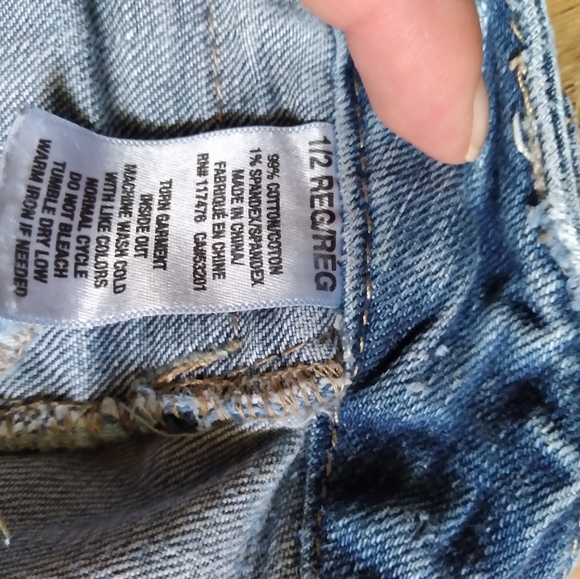 1/2 REG/REG
99% COTTON/COTON
1% SPANDEX/SPANDEX
MADE IN CHINA/
FABRIQUÉ EN CHINE
RN# 117476 CA#53201
TURN GARMENT
INSIDE OUT
MACHINE WASH COLD
WITH LIKE COLORS
NORMAL CYCLE
DO NOT BLEACH
TUMBLE DRY LOW
WARM IRON IF NEEDED